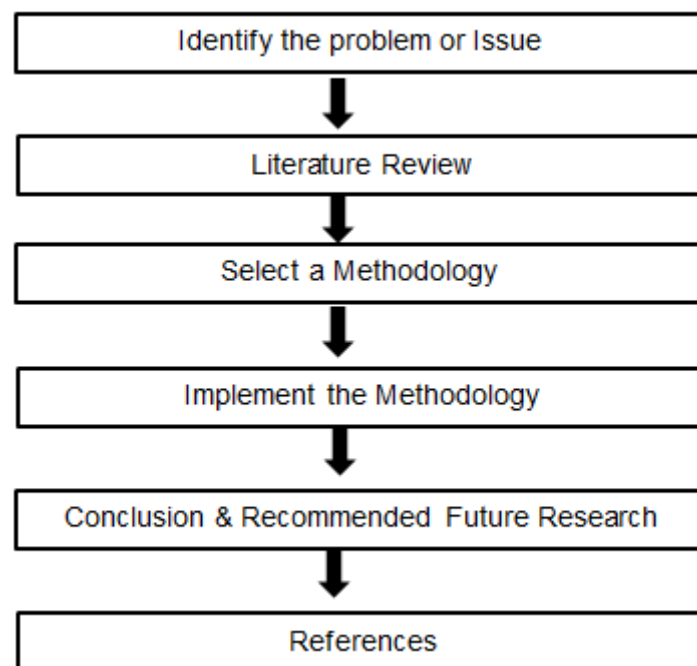 Identify the problem or Issue
Literature Review
Select a Methodology
Implement the Methodology
Conclusion & Recommended Future Research
References